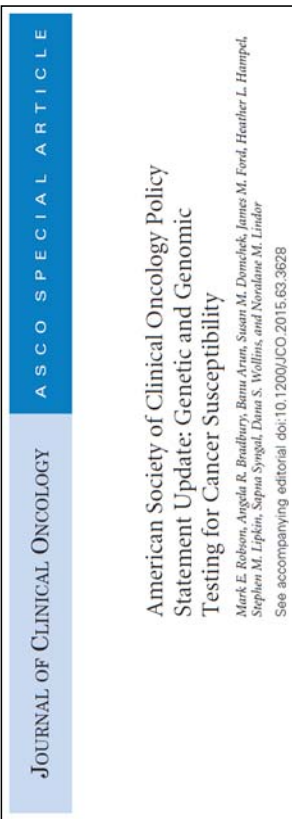 JOURNAL OF CLINICAL ONCOLOGY
ASCO SPECIAL ARTICLE
American Society of Clinical Oncology Policy
Statement Update: Genetic and Genomic
Testing for Cancer Susceptibility
Mark E. Robson, Angela R. Bradbury, Banu Arun, Susan M. Domchek, James M. Ford, Heather L. Hampel,
Stephen M. Lipkin, Sapna Syngal, Dana S. Wollins, and Noralane M. Lindor
See accompanying editorial doi:10.1200/JCO.2015.63.3628